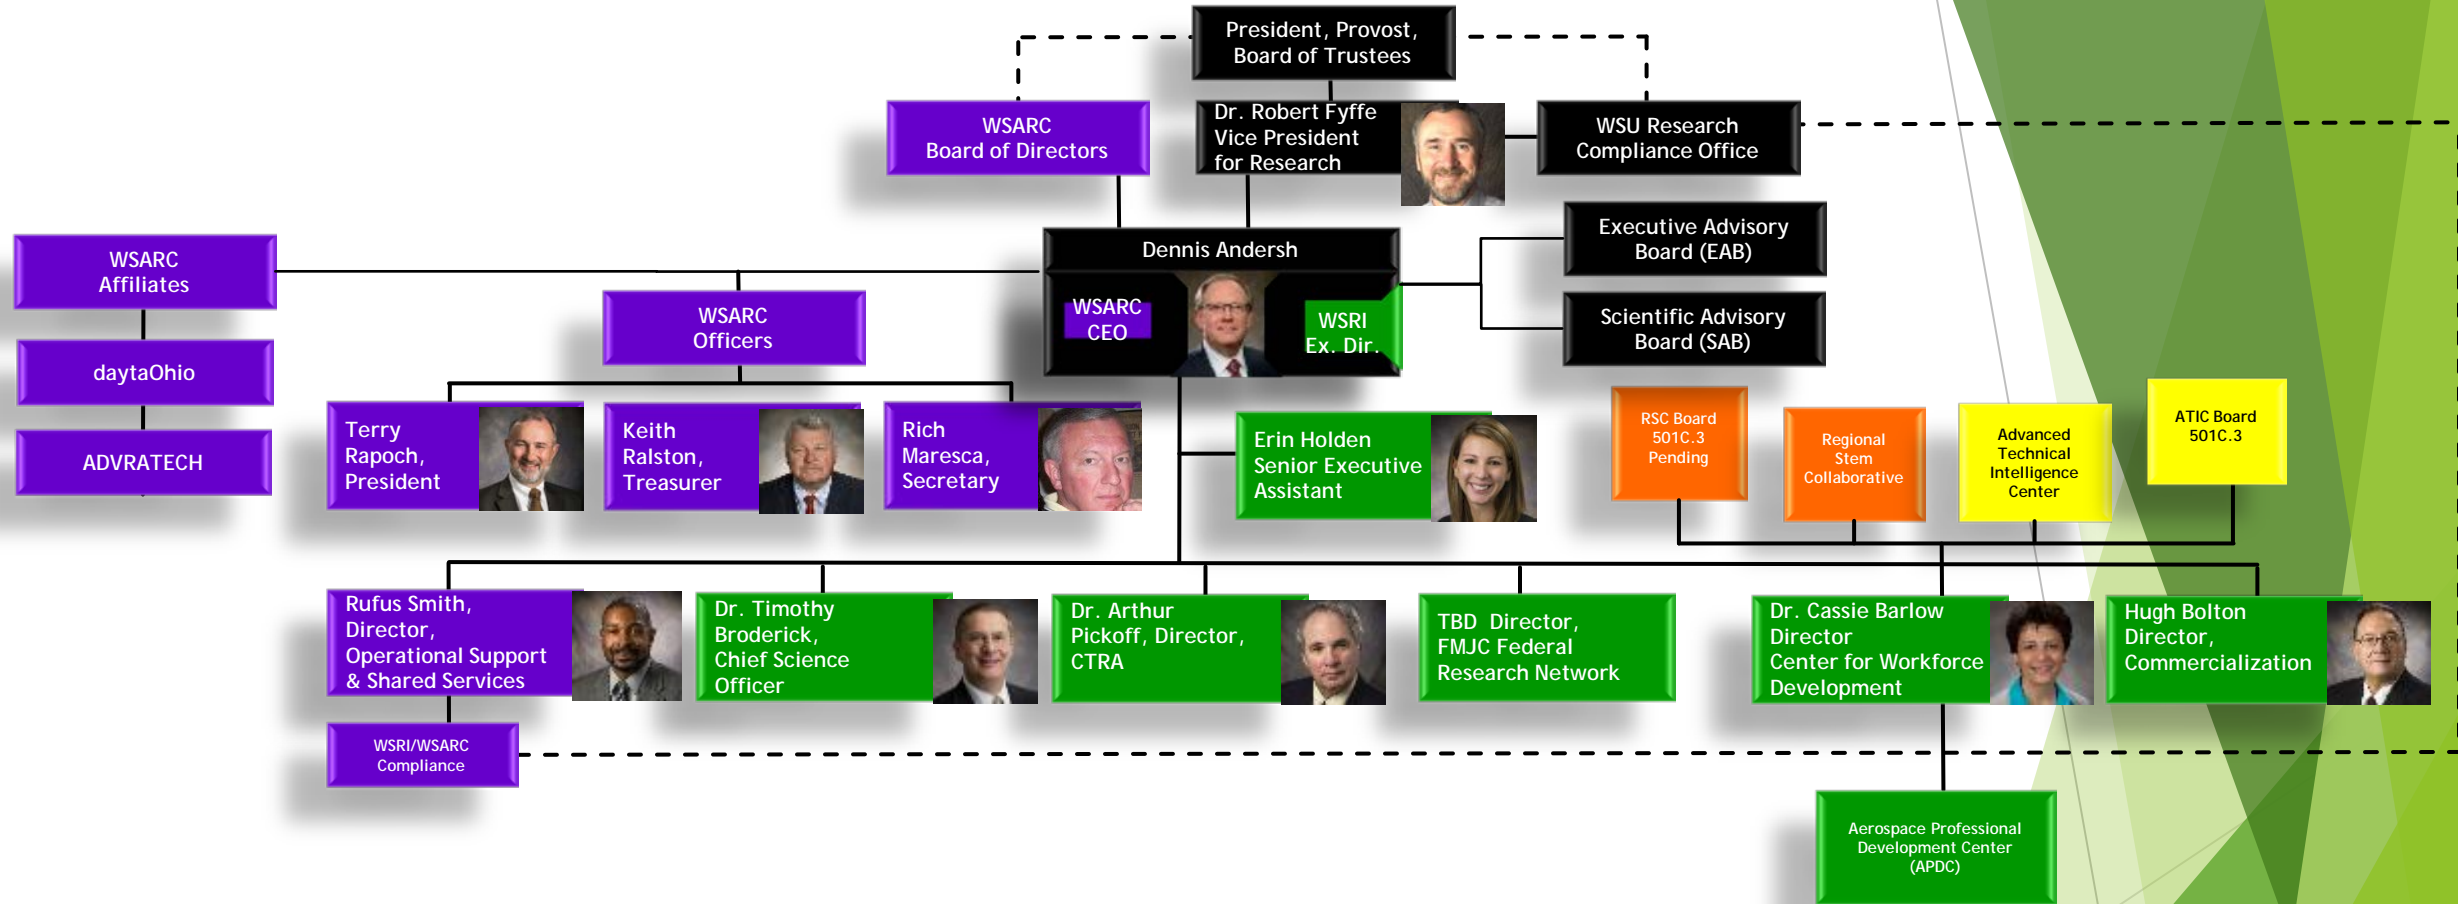 President, Provost,
Board of Trustees
WSARC
Board of Directors
Dr. Robert Fyffe
Vice President
for Research
WSU Research
Compliance Office
Executive Advisory
Board (EAB)
Scientific Advisory
Board (SAB)
Dennis Andersh
WSARC
CEO
WSRI
Ex. Dir.
WSARC
Affiliates
daytaOhio
ADVRATECH
WSARC
Officers
Terry
Rapoch,
President
Keith
Ralston,
Treasurer
Rich
Maresca,
Secretary
Erin Holden
Senior Executive
Assistant
RSC Board
501C.3
Pending
Regional
Stem
Collaborative
Advanced
Technical
Intelligence
Center
ATIC Board
501C.3
Rufus Smith,
Director,
Operational Support
& Shared Services
Dr. Timothy
Broderick,
Chief Science
Officer
Dr. Arthur
Pickoff, Director,
CTRA
TBD Director,
FMJC Federal
Research Network
Dr. Cassie Barlow
Director
Center for Workforce
Development
Hugh Bolton
Director,
Commercialization
WSRI/WSARC
Compliance
Aerospace Professional
Development Center
(APDC)